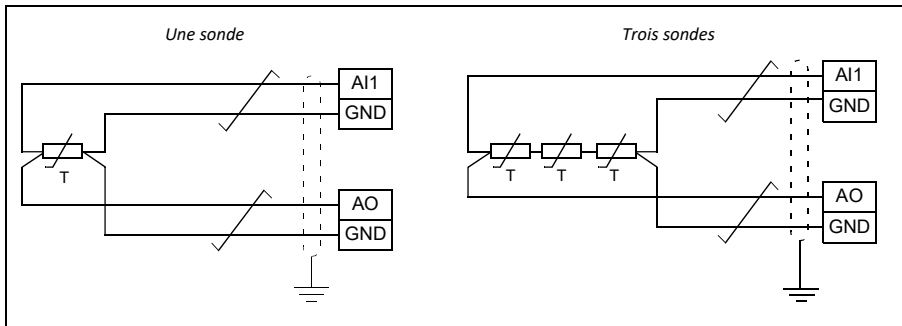 Une sonde
AI1
GND
T
AO
GND
Trois sondes
AI1
GND
T T T
AO
GND